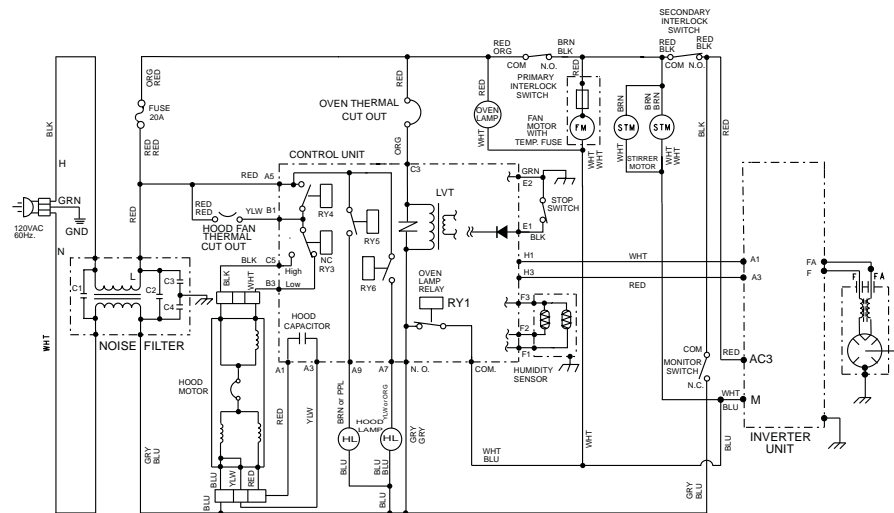 SECONDARY
INTERLOCK
SWITCH
RED
ORG
BRN
BLK
RED
BLK
RED
BLK
COM
N.O.
COM
N.O.
PRIMARY
INTERLOCK
SWITCH
ORG
RED
RED
RED
RED
BRN
BRN
BRN
BLK
RED
BLK
FUSE
20A
OVEN THERMAL
CUT OUT
OVEN
LAMP
FAN
MOTOR
WITH
TEMP. FUSE
FM
STM
STM
RED
RED
ORG
WHT
WHT
WHT
WHT
WHT
WHT
STIRRER MOTOR
H
GRN
GND
120VAC
60Hz.
N
RED
CONTROL UNIT
RED
A5
C3
LVT
GRN
E2
STOP
SWITCH
E1
BLK
RED
RED
YLW
B1
HOOD FAN
THERMAL
CUT OUT
RY4
RY5
NC
RY3
RY6
BLK
C5
High
B3
Low
BLK
WHT
OVEN
LAMP
RELAY
RY1
H1
WHT
H3
RED
A1
A3
FA
F
F
FA
C1
L
C2
C3
C4
NOISE FILTER
HOOD
CAPACITOR
F3
F2
F1
HUMIDITY
SENSOR
COM
MONITOR
SWITCH
N.C.
RED
AC3
WHT
BLU
M
WHT
HOOD
MOTOR
A1
A3
A9
A7
N. O.
COM.
RED
YLW
BRN or PPL
YLW or ORG
HOOD
LAMP
HL
HL
GRY
GRY
WHT
BLU
WHT
BLU
INVERTER
UNIT
GRY
BLU
BLU
YLW
RED
BLU
BLU
BLU
BLU
BLU
GRY
BLU